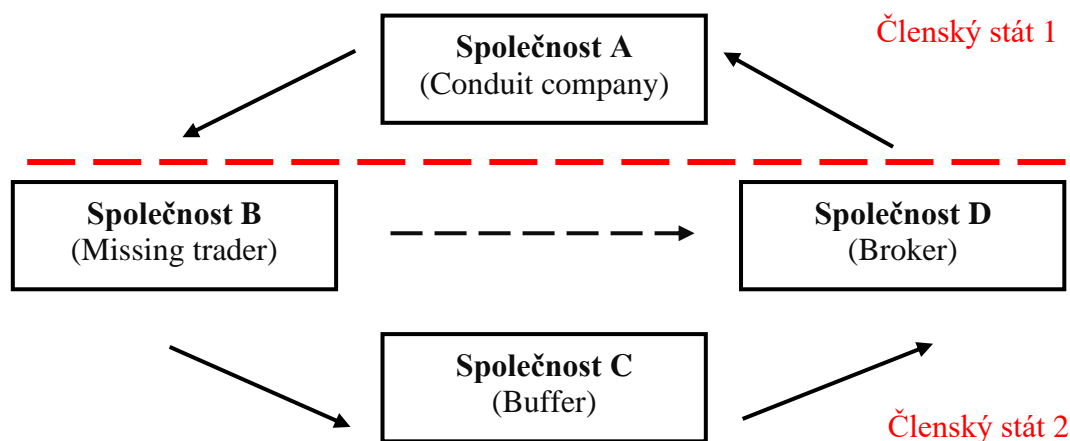 Členský stát 1
Společnost A
(Conduit company)
Společnost B
(Missing trader)
Společnost D
(Broker)
Společnost C
(Buffer)
Členský stát 2